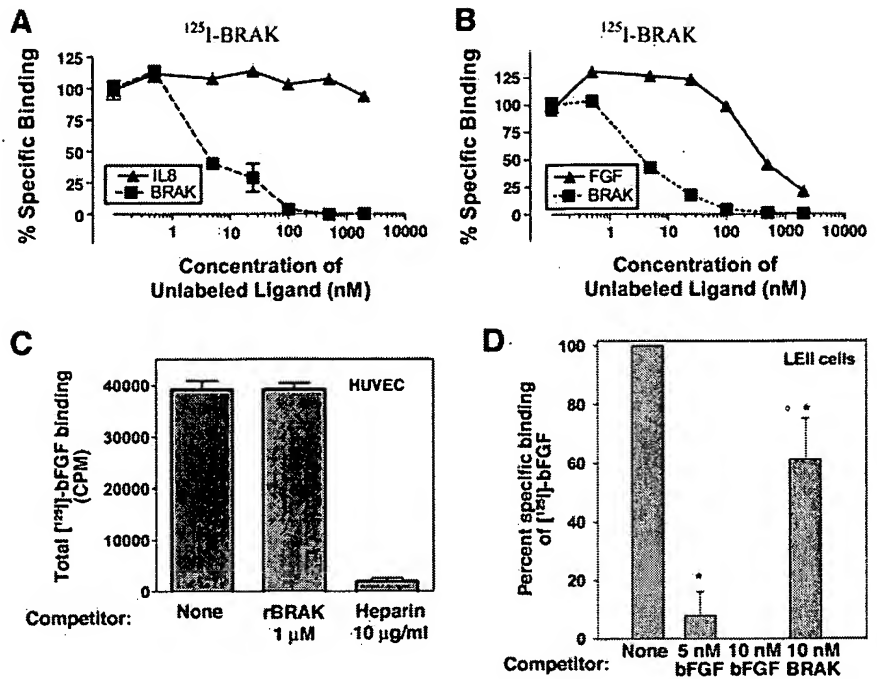 A
¹²⁵I-BRAK
% Specific Binding
125
100
75
50
25
0
IL8
BRAK
1
10
100
1000
10000
Concentration of
Unlabeled Ligand (nM)
B
¹²⁵I-BRAK
% Specific Binding
125
100
75
50
25
0
FGF
BRAK
1
10
100
1000
10000
Concentration of
Unlabeled Ligand (nM)
C
HUVEC
Total [¹²⁵I]-bFGF binding
(CPM)
40000
30000
20000
10000
0
Competitor:
None
rBRAK
1 µM
Heparin
10 µg/ml
D
LEII cells
Percent specific binding
of [¹²⁵I]-bFGF
100
80
60
40
20
0
° *
*
Competitor:
None 5 nM 10 nM 10 nM
bFGF bFGF BRAK